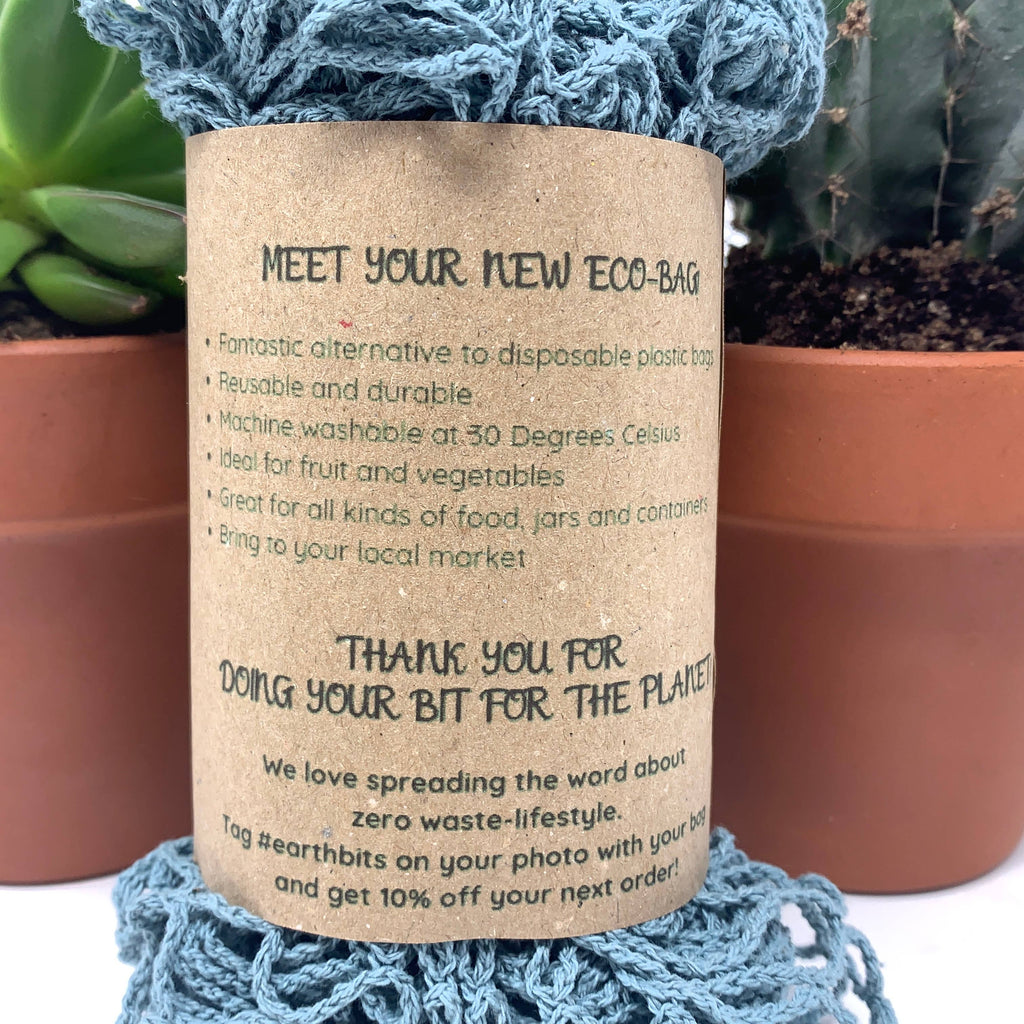 MEET YOUR NEW ECO-BAG
• Fantastic alternative to disposable plastic bags
• Reusable and durable
• Machine washable at 30 Degrees Celsius
• Ideal for fruit and vegetables
• Great for all kinds of food, jars and containers
• Bring to your local market
THANK YOU FOR
DOING YOUR BIT FOR THE PLANET!
We love spreading the word about
zero waste-lifestyle.
Tag #earthbits on your photo with your bag
and get 10% off your next order!